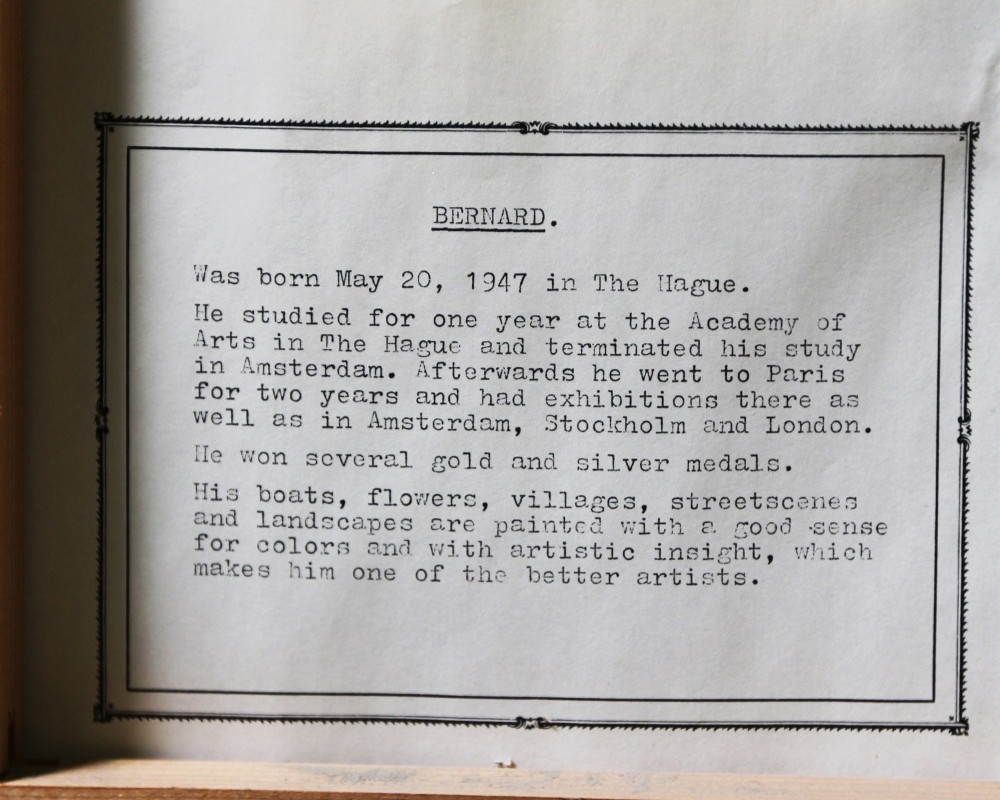 BERNARD.
Was born May 20, 1947 in The Hague.
He studied for one year at the Academy of
Arts in The Hague and terminated his study
in Amsterdam. Afterwards he went to Paris
for two years and had exhibitions there as
well as in Amsterdam, Stockholm and London.
He won several gold and silver medals.
His boats, flowers, villages, streetscenes
and landscapes are painted with a good sense
for colors and with artistic insight, which
makes him one of the better artists.